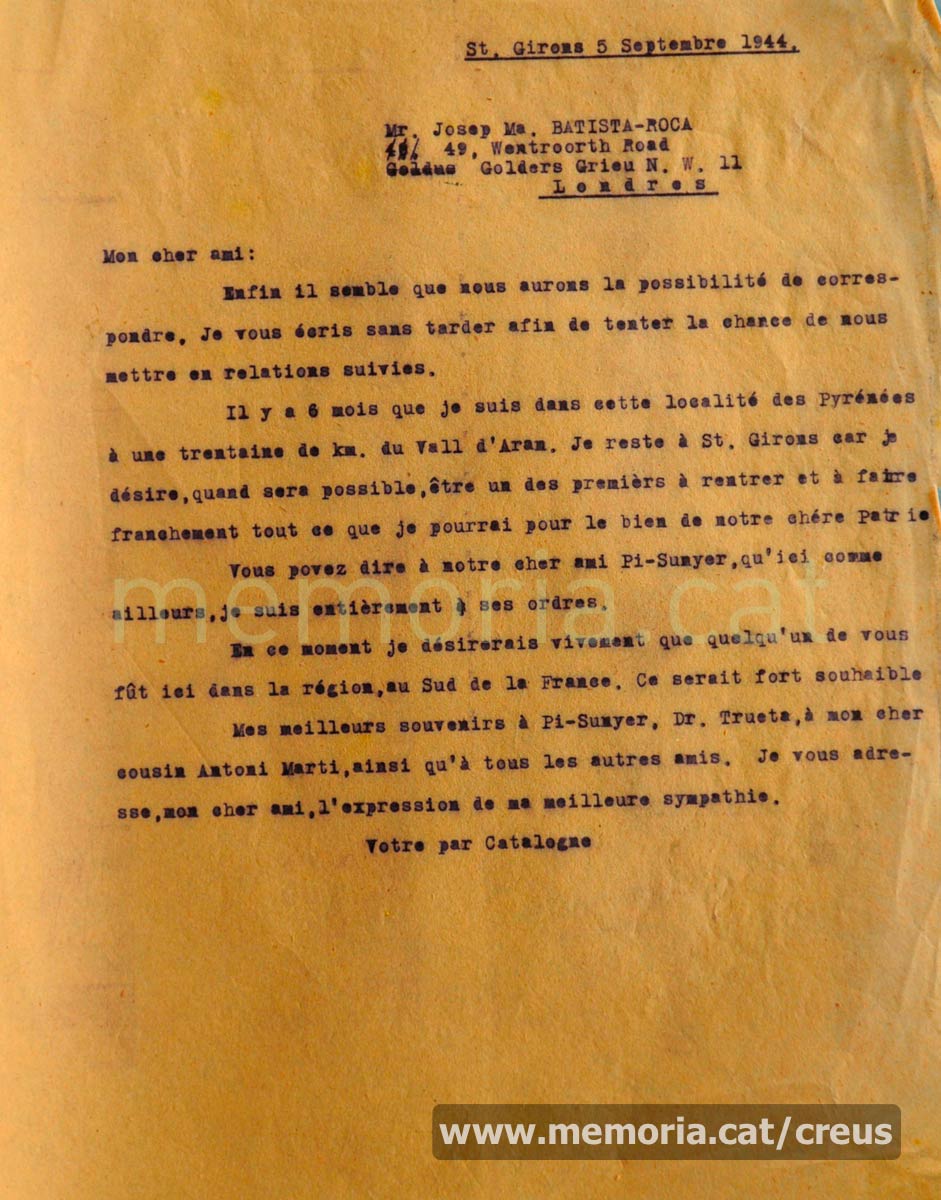 St. Girons 5 Septembre 1944.
Mr. Josep Ma. BATISTA-ROCA
49, Wentroorth Road
Goldus Golders Grieu N. W. 11
Londres
Mon cher ami:
Enfin il semble que nous aurons la possibilité de corres-
pondre. Je vous écris sans tarder afin de tenter la chance de nous
mettre en relations suivies.
Il y a 6 mois que je suis dans cette localité des Pyrénées
à une trentaine de km. du Vall d'Aran. Je reste à St. Girons car je
désire,quand sera possible,être un des premièrs à rentrer et à faire
franchement tout ce que je pourrai pour le bien de notre chére Patrie
Vous povez dire à notre cher ami Pi-Sunyer,qu'ici comme
ailleurs,je suis entièrement à ses ordres.
En ce moment je désirerais vivement que quelqu'un de vous
fût ici dans la région,au Sud de la France. Ce serait fort souhaible
Mes meilleurs souvenirs à Pi-Sunyer, Dr. Trueta,à mon cher
cousin Antoni Marti,ainsi qu'à tous les autres amis. Je vous adre-
sse,mon cher ami,l'expression de ma meilleure sympathie.
Votre par Catalogne
memoria.cat
www.memoria.cat/creus